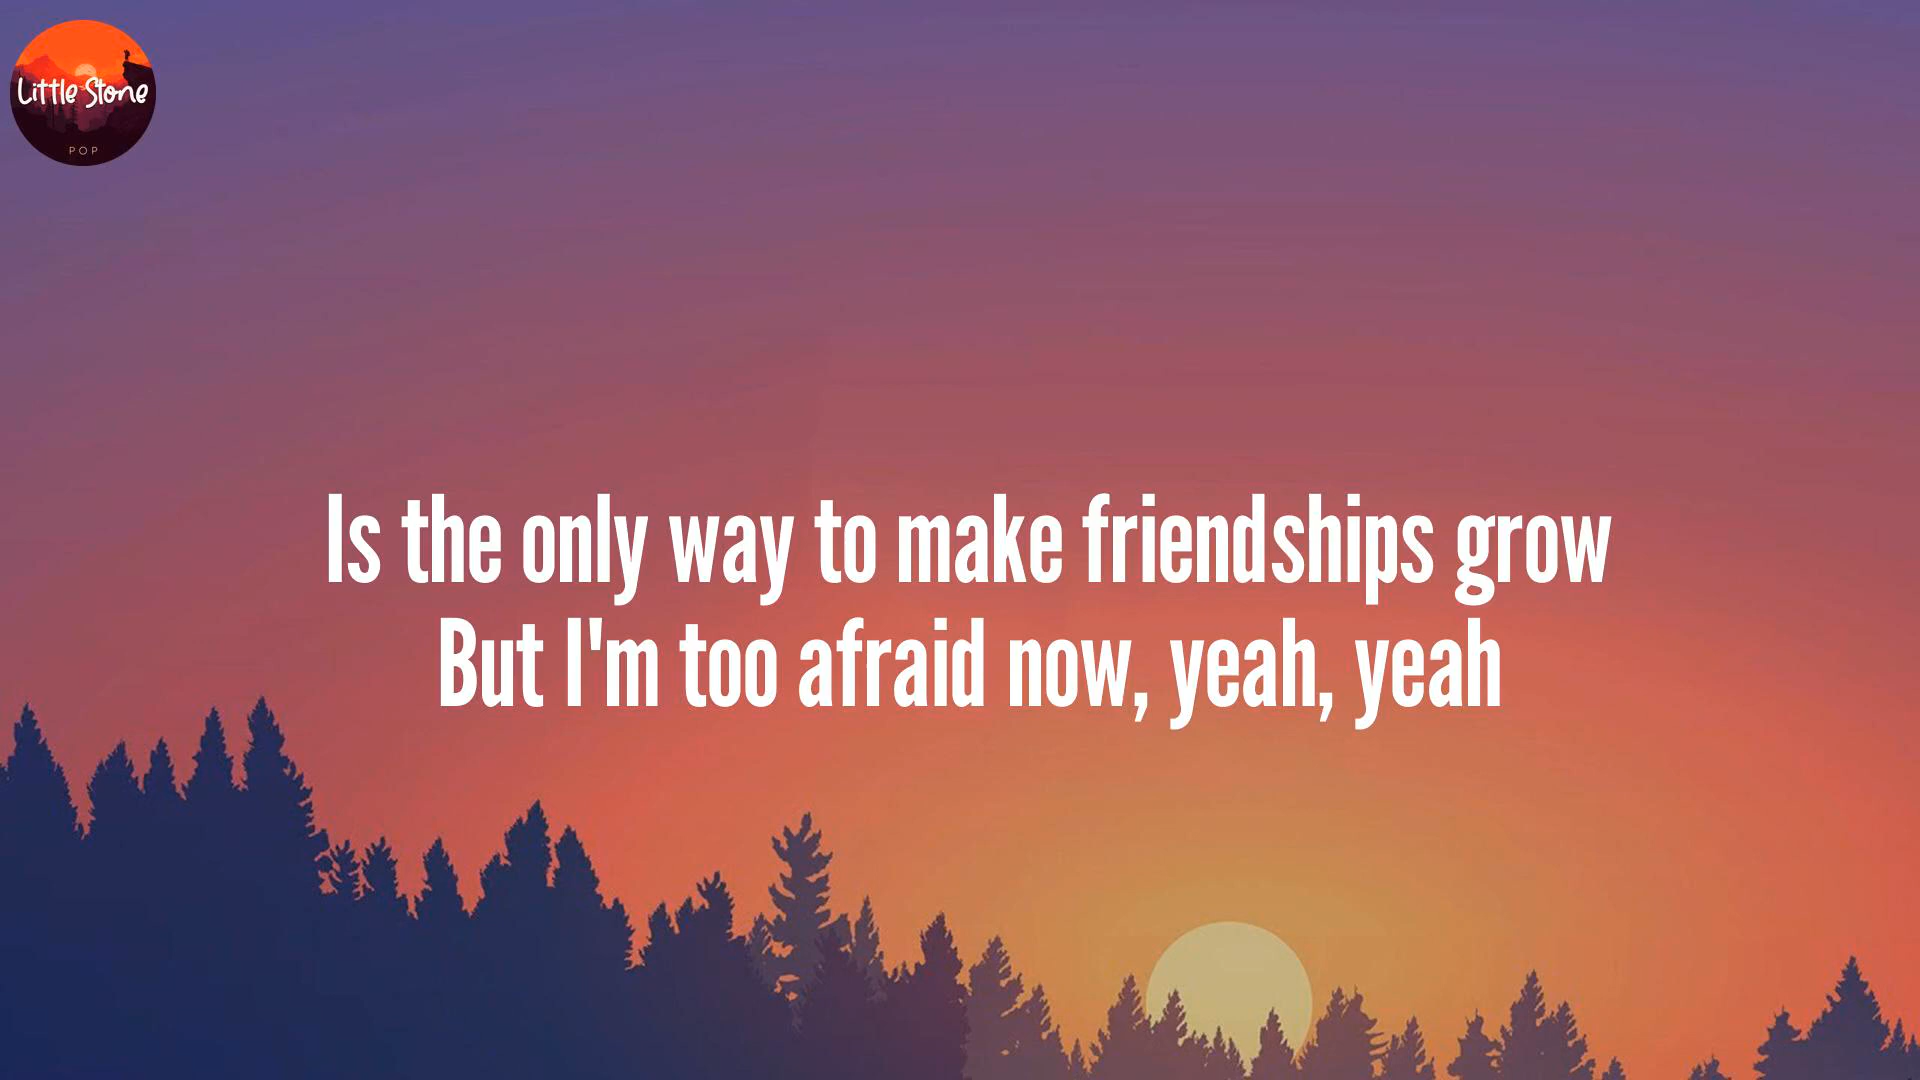 Little Stone
POP
Is the only way to make friendships grow
But I'm too afraid now, yeah, yeah